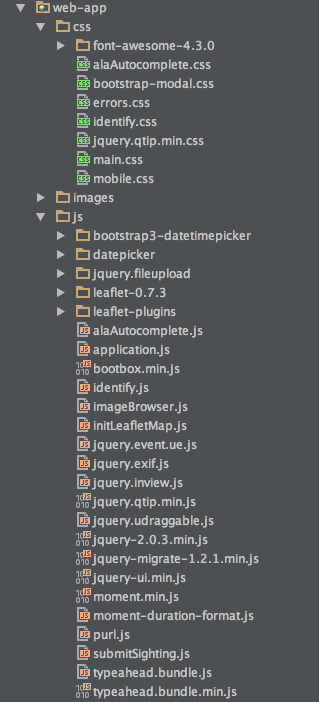 web-app
css
font-awesome-4.3.0
alaAutocomplete.css
bootstrap-modal.css
errors.css
identify.css
jquery.qtip.min.css
main.css
mobile.css
images
js
bootstrap3-datetimepicker
datepicker
jquery.fileupload
leaflet-0.7.3
leaflet-plugins
alaAutocomplete.js
application.js
bootbox.min.js
identify.js
imageBrowser.js
initLeafletMap.js
jquery.event.ue.js
jquery.exif.js
jquery.inview.js
jquery.qtip.min.js
jquery.udraggable.js
jquery-2.0.3.min.js
jquery-migrate-1.2.1.min.js
jquery-ui.min.js
moment.min.js
moment-duration-format.js
purl.js
submitSighting.js
typeahead.bundle.js
typeahead.bundle.min.js